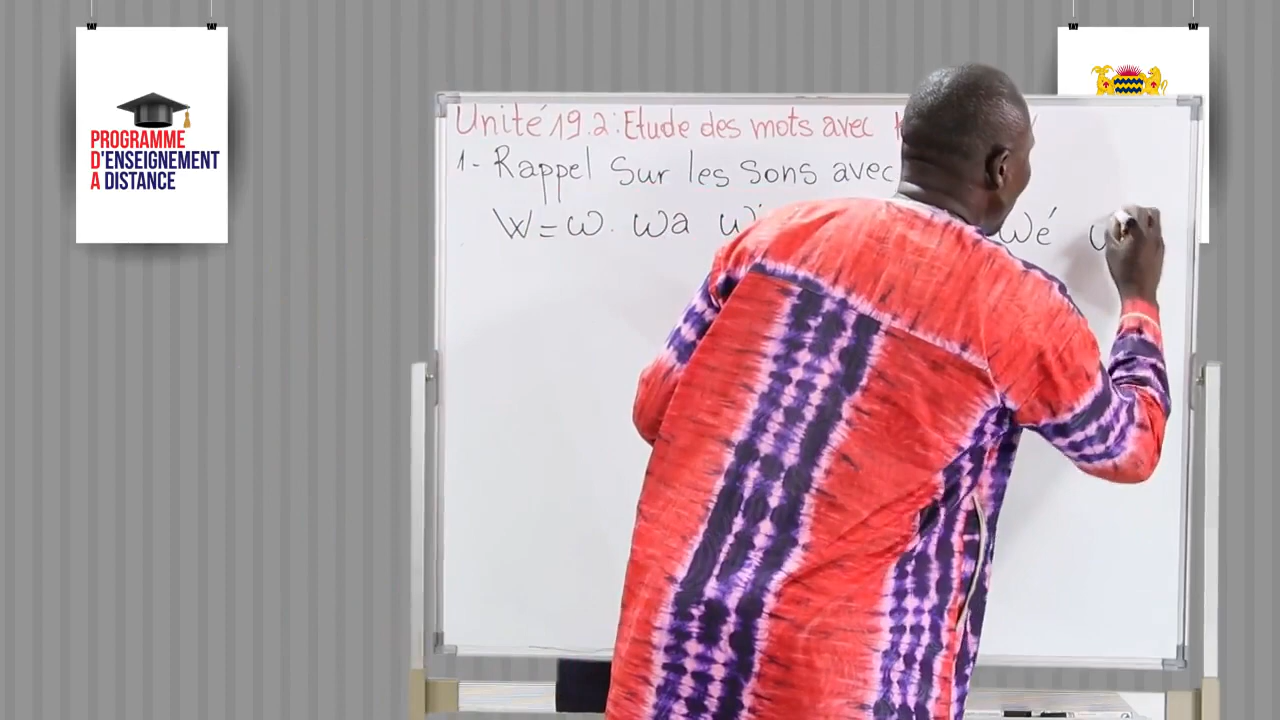 PROGRAMME
D'ENSEIGNEMENT
A DISTANCE
Unité 19.2: Etude des mots avec
1- Rappel Sur les Sons avec
W = w. wa wé